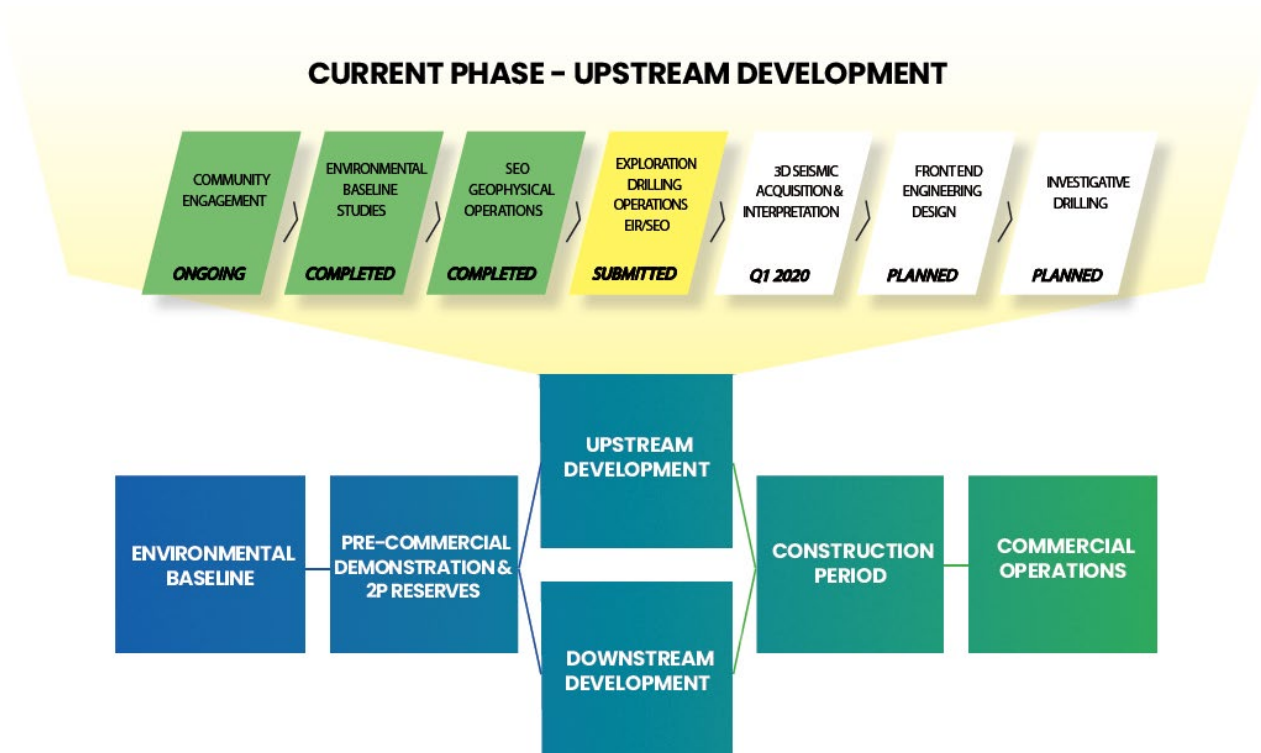 CURRENT PHASE - UPSTREAM DEVELOPMENT
COMMUNITY
ENGAGEMENT
ONGOING
ENVIRONMENTAL
BASELINE
STUDIES
COMPLETED
SEO
GEOPHYSICAL
OPERATIONS
COMPLETED
EXPLORATION
DRILLING
OPERATIONS
EIR/SEO
SUBMITTED
3D SEISMIC
ACQUISITION &
INTERPRETATION
Q1 2020
FRONT END
ENGINEERING
DESIGN
PLANNED
INVESTIGATIVE
DRILLING
PLANNED
ENVIRONMENTAL
BASELINE
PRE-COMMERCIAL
DEMONSTRATION &
2P RESERVES
UPSTREAM
DEVELOPMENT
DOWNSTREAM
DEVELOPMENT
CONSTRUCTION
PERIOD
COMMERCIAL
OPERATIONS